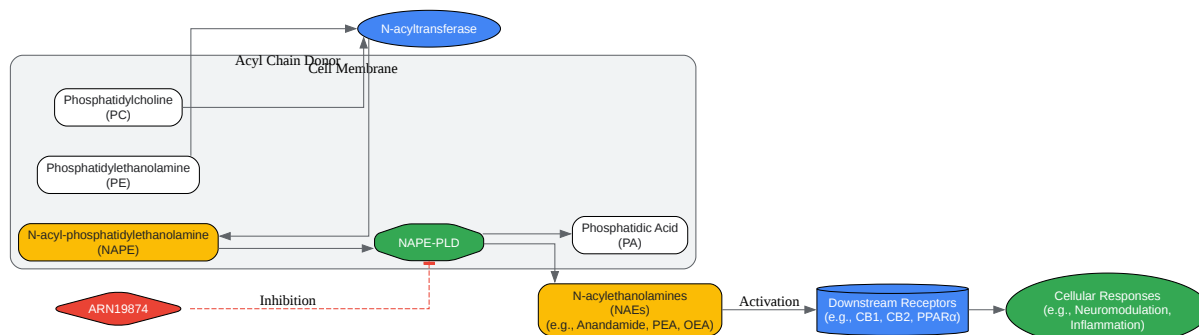 N-acyltransferase
Acyl Chain Donor
Cell Membrane
Phosphatidylcholine
(PC)
Phosphatidylethanolamine
(PE)
N-acyl-phosphatidylethanolamine
(NAPE)
NAPE-PLD
Phosphatidic Acid
(PA)
ARN19874
Inhibition
N-acylethanolamines
(NAEs)
(e.g., Anandamide, PEA, OEA)
Activation
Downstream Receptors
(e.g., CB1, CB2, PPARα)
Cellular Responses
(e.g., Neuromodulation,
Inflammation)